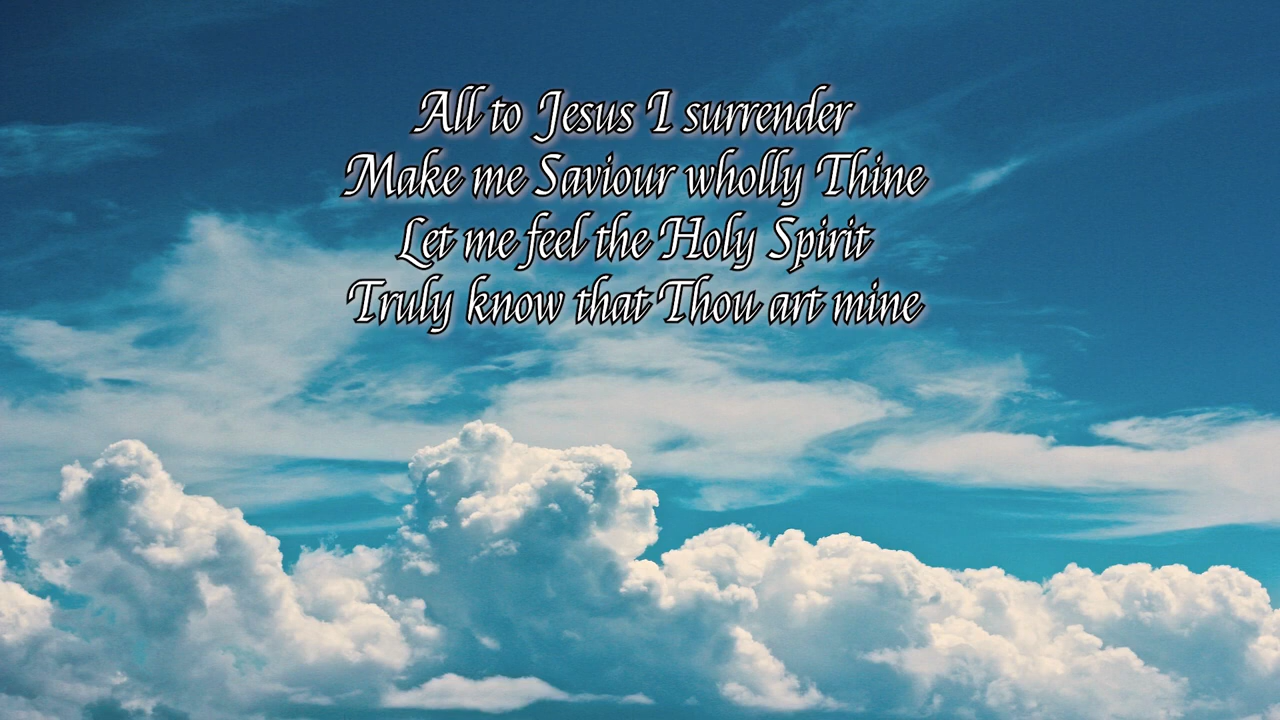 All to Jesus I surrender
Make me Saviour wholly Thine
Let me feel the Holy Spirit
Truly know that Thou art mine